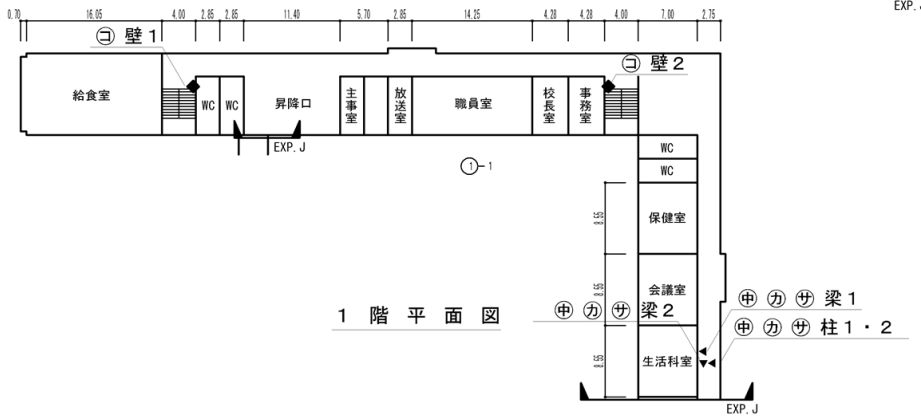 EXP.J
0.70 16.05 4.00 2.85 2.85 11.40 5.70 2.85 14.25 4.28 4.28 4.00 7.00 2.75
㋙ 壁1
㋙ 壁2
給食室
WC
WC
昇降口
主事室
放送室
職員室
校長室
事務室
EXP.J
①-1
WC
WC
8.55
保健室
8.55
会議室
㊥ ㋕ ㋚ 梁1
㊥ ㋕ ㋚ 梁2
1階平面図
㊥ ㋕ ㋚ 柱1・2
8.55
生活科室
EXP.J